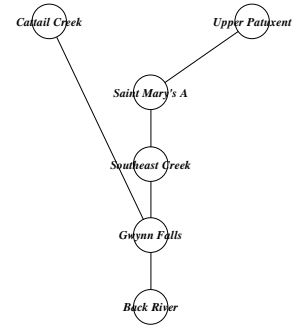 Cattail Creek
Upper Patuxent
Saint Mary's A
Southeast Creek
Gwynn Falls
Back River